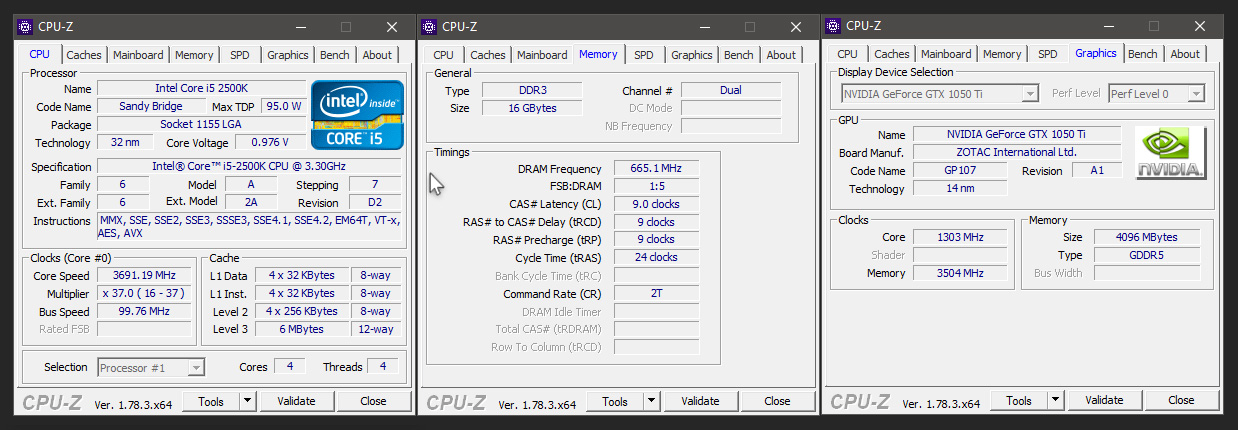 CPU-Z
CPU Caches Mainboard Memory SPD Graphics Bench About
Processor
Name Intel Core i5 2500K
Code Name Sandy Bridge Max TDP 95.0 W
Package Socket 1155 LGA
Technology 32 nm Core Voltage 0.976 V
intel inside™
CORE™ i5
Specification Intel® Core™ i5-2500K CPU @ 3.30GHz
Family 6 Model A Stepping 7
Ext. Family 6 Ext. Model 2A Revision D2
Instructions MMX, SSE, SSE2, SSE3, SSSE3, SSE4.1, SSE4.2, EM64T, VT-x,
AES, AVX
Clocks (Core #0)
Core Speed 3691.19 MHz
Multiplier x 37.0 ( 16 - 37 )
Bus Speed 99.76 MHz
Rated FSB
Cache
L1 Data 4 x 32 KBytes 8-way
L1 Inst. 4 x 32 KBytes 8-way
Level 2 4 x 256 KBytes 8-way
Level 3 6 MBytes 12-way
Selection Processor #1 Cores 4 Threads 4
CPU-Z Ver. 1.78.3.x64 Tools Validate Close
CPU-Z
CPU Caches Mainboard Memory SPD Graphics Bench About
General
Type DDR3 Channel # Dual
Size 16 GBytes DC Mode
NB Frequency
Timings
DRAM Frequency 665.1 MHz
FSB:DRAM 1:5
CAS# Latency (CL) 9.0 clocks
RAS# to CAS# Delay (tRCD) 9 clocks
RAS# Precharge (tRP) 9 clocks
Cycle Time (tRAS) 24 clocks
Bank Cycle Time (tRC)
Command Rate (CR) 2T
DRAM Idle Timer
Total CAS# (tRDRAM)
Row To Column (tRCD)
CPU-Z Ver. 1.78.3.x64 Tools Validate Close
CPU-Z
CPU Caches Mainboard Memory SPD Graphics Bench About
Display Device Selection
NVIDIA GeForce GTX 1050 Ti Perf Level Perf Level 0
GPU
Name NVIDIA GeForce GTX 1050 Ti
Board Manuf. ZOTAC International Ltd.
Code Name GP107 Revision A1
Technology 14 nm
NVIDIA.
Clocks
Core 1303 MHz
Shader
Memory 3504 MHz
Memory
Size 4096 MBytes
Type GDDR5
Bus Width
CPU-Z Ver. 1.78.3.x64 Tools Validate Close